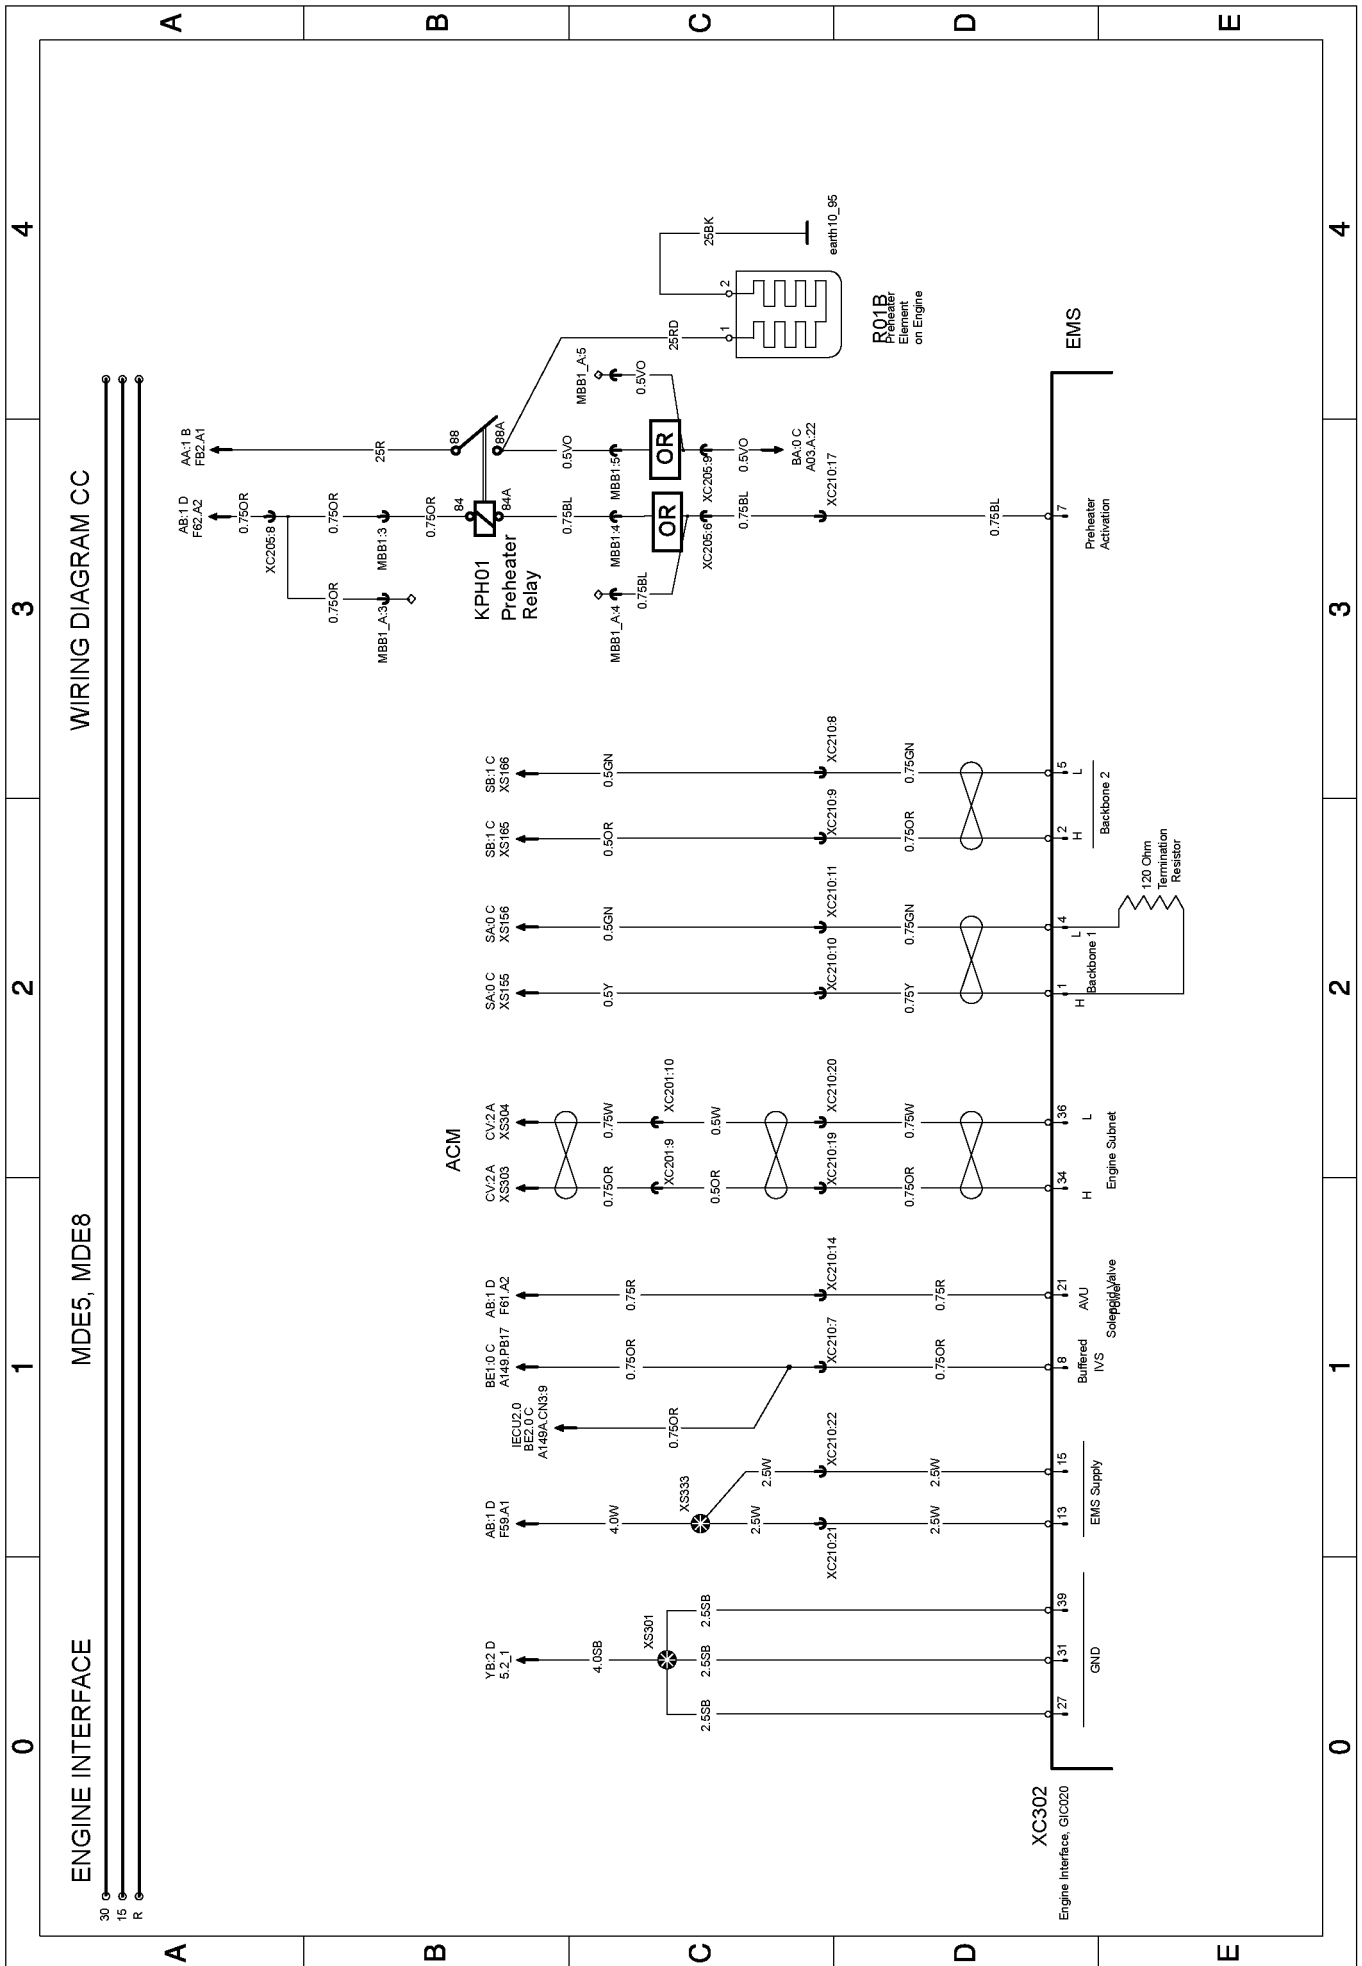 ENGINE INTERFACE
MDE5, MDE8
WIRING DIAGRAM CC
0
1
2
3
4
A
B
C
D
E
30
15
R
YB:2 D
5.2_1
4.0SB
XS301
2.5SB
2.5SB
2.5SB
27
31
39
GND
AB:1 D
F59.A1
4.0W
XS333
2.5W
2.5W
XC210:21
XC210:22
2.5W
2.5W
13
15
EMS Supply
IECU2.0
BE2:0 C
A149A.CN3:9
0.75OR
BE1:0 C
A149.PB17
0.75OR
XC210:7
0.75OR
8
Buffered
IVS
AB:1 D
F61.A2
0.75R
XC210:14
0.75R
21
AVU
Solenoid Valve
Power
ACM
CV:2 A
XS303
CV:2 A
XS304
0.75OR
0.75W
XC201:9
XC201:10
0.5OR
0.5W
XC210:19
XC210:20
0.75OR
0.75W
34
36
H
L
Engine Subnet
SA:0 C
XS155
SA:0 C
XS156
0.5Y
0.5GN
XC210:10
XC210:11
0.75Y
0.75GN
1
4
H
L
Backbone 1
120 Ohm
Termination
Resistor
SB:1 C
XS165
SB:1 C
XS166
0.5OR
0.5GN
XC210:9
XC210:8
0.75OR
0.75GN
2
5
H
L
Backbone 2
AB:1 D
F62.A2
0.75OR
XC205:8
0.75OR
0.75OR
MBB1_A:3
MBB1:3
0.75OR
84
84A
KPH01
Preheater
Relay
AA:1 B
FB2.A1
25R
88
88A
0.75BL
0.5VO
MBB1_A:4
MBB1:4
MBB1:5
MBB1_A:5
0.75BL
OR
OR
0.5VO
XC205:6
XC205:9
0.75BL
0.5VO
BA:0 C
A03.A:22
XC210:17
0.75BL
7
Preheater
Activation
25RD
25BK
1
2
earth10_95
R01B
Preheater
Element
on Engine
EMS
XC302
Engine Interface, GIC020
0
1
2
3
4
A
B
C
D
E